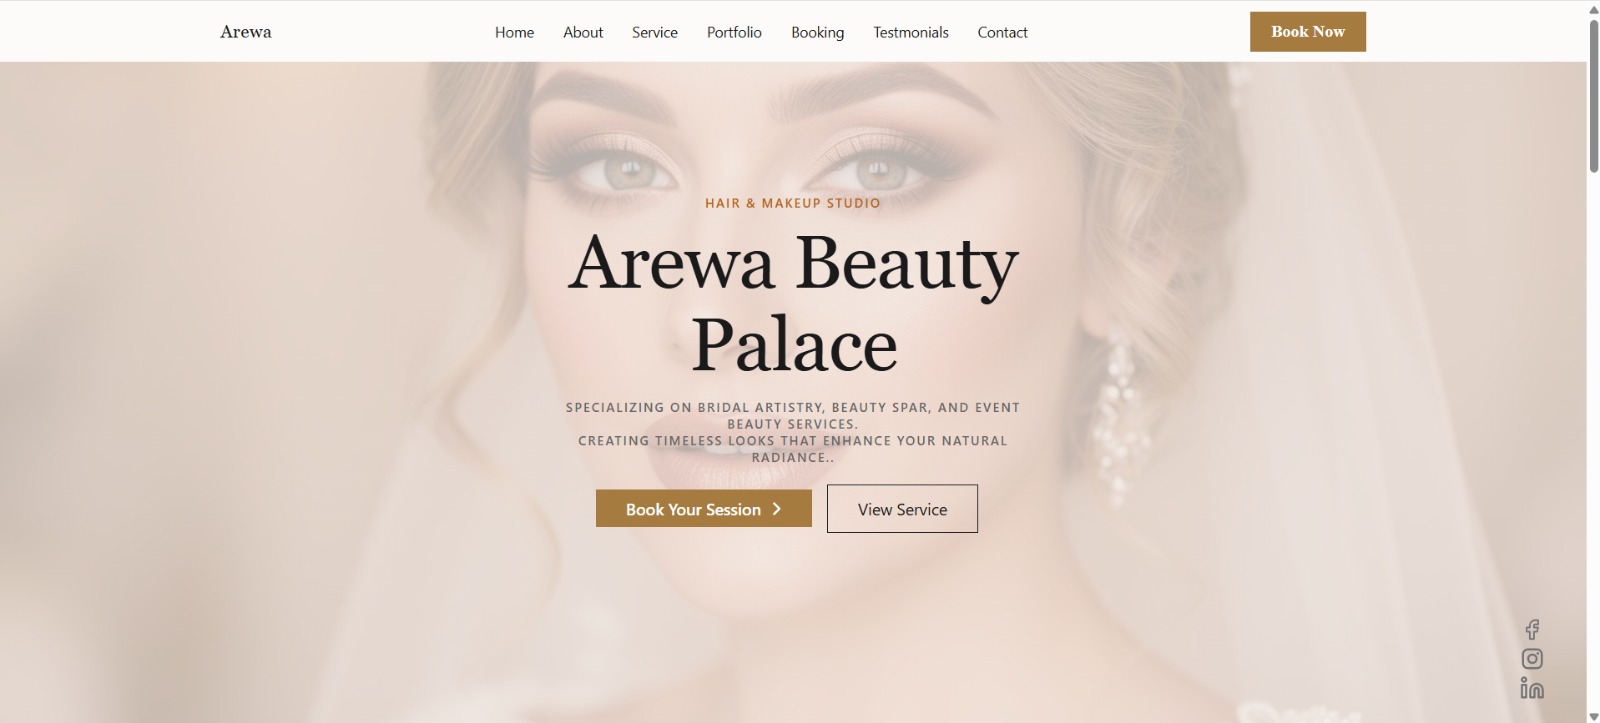 Arewa
Home About Service Portfolio Booking Testmonials Contact
Book Now
HAIR & MAKEUP STUDIO
Arewa Beauty
Palace
SPECIALIZING ON BRIDAL ARTISTRY, BEAUTY SPAR, AND EVENT
BEAUTY SERVICES.
CREATING TIMELESS LOOKS THAT ENHANCE YOUR NATURAL
RADIANCE..
Book Your Session
View Service